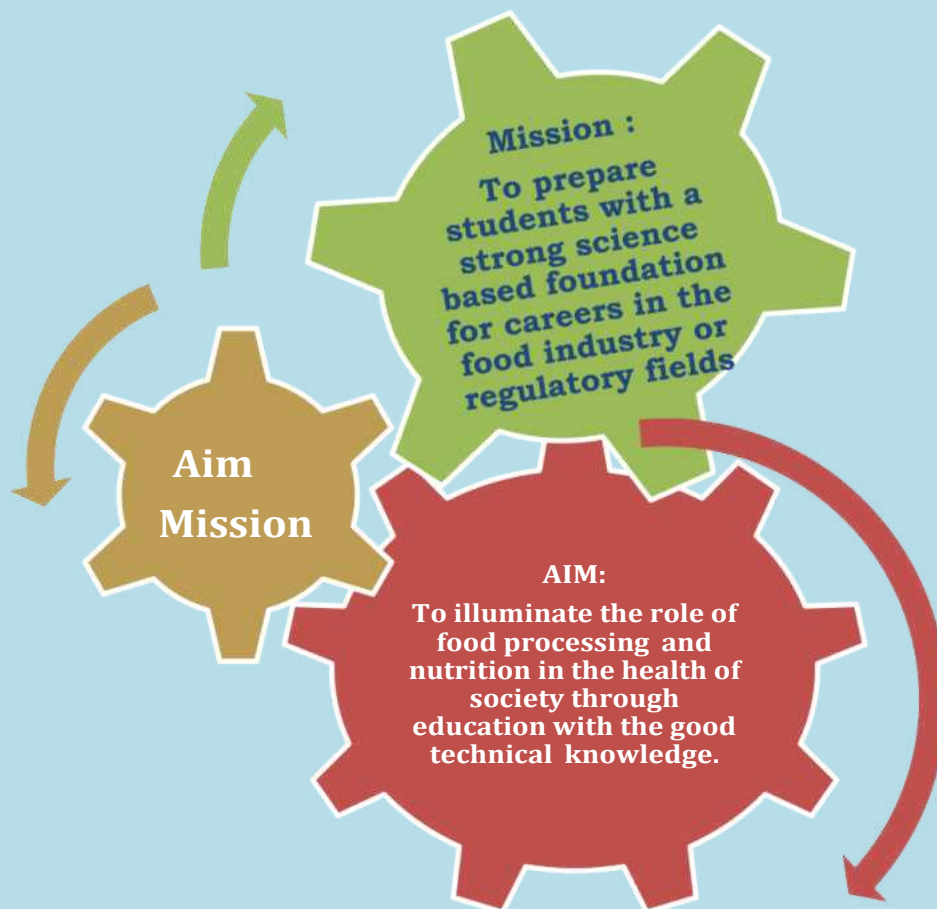 Mission :
To prepare
students with a
strong science
based foundation
for careers in the
food industry or
regulatory fields
Aim
Mission
AIM:
To illuminate the role of
food processing and
nutrition in the health of
society through
education with the good
technical knowledge.